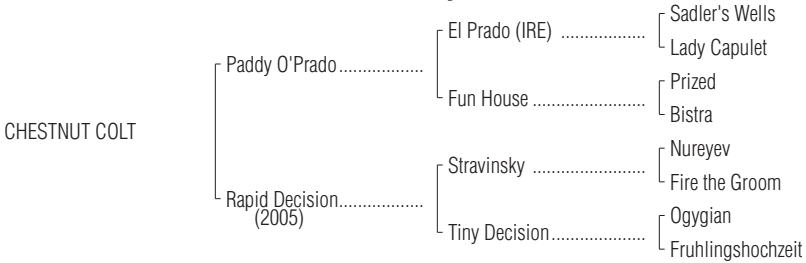 Sadler's Wells
El Prado (IRE) ...................
Lady Capulet
Paddy O'Prado..................
Prized
Fun House ........................
Bistra
CHESTNUT COLT
Nureyev
Stravinsky ........................
Fire the Groom
Rapid Decision..................
(2005)
Ogygian
Tiny Decision....................
Fruhlingshochzeit